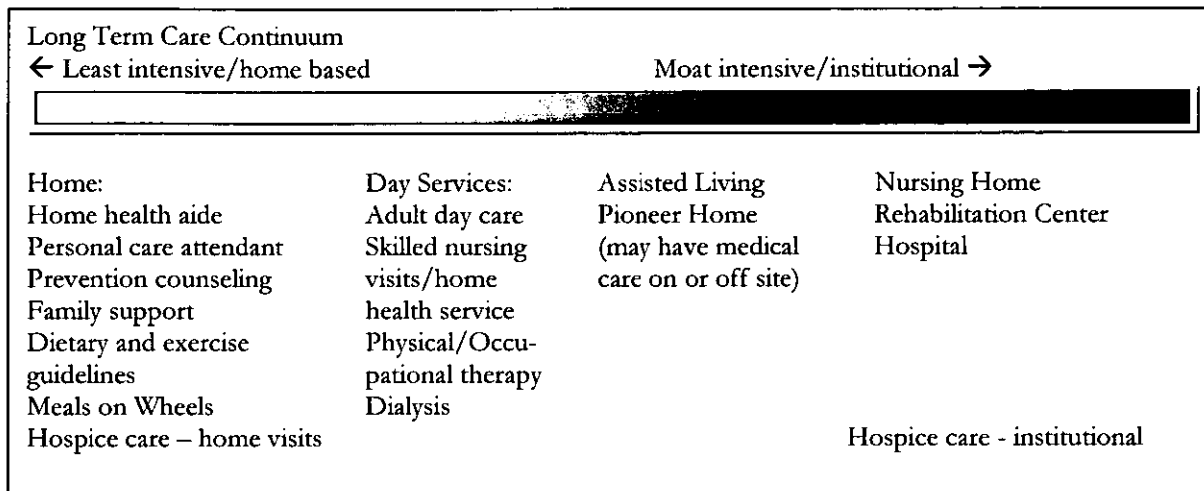 Long Term Care Continuum
← Least intensive/home based
Moat intensive/institutional →
Home:
Home health aide
Personal care attendant
Prevention counseling
Family support
Dietary and exercise
guidelines
Meals on Wheels
Hospice care – home visits
Day Services:
Adult day care
Skilled nursing
visits/home
health service
Physical/Occu-
pational therapy
Dialysis
Assisted Living
Pioneer Home
(may have medical
care on or off site)
Nursing Home
Rehabilitation Center
Hospital
Hospice care - institutional